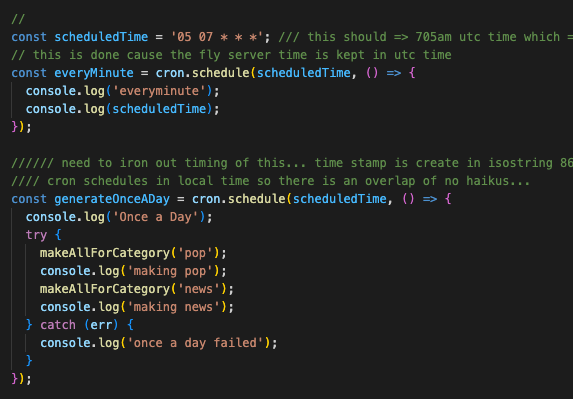 //
const scheduledTime = '05 07 * * *'; /// this should => 705am utc time which =
// this is done cause the fly server time is kept in utc time
const everyMinute = cron.schedule(scheduledTime, () => {
  console.log('everyminute');
  console.log(scheduledTime);
});

////// need to iron out timing of this... time stamp is create in isostring 86
//// cron schedules in local time so there is an overlap of no haikus...
const generateOnceADay = cron.schedule(scheduledTime, () => {
  console.log('Once a Day');
  try {
    makeAllForCategory('pop');
    console.log('making pop');
    makeAllForCategory('news');
    console.log('making news');
  } catch (err) {
    console.log('once a day failed');
  }
});